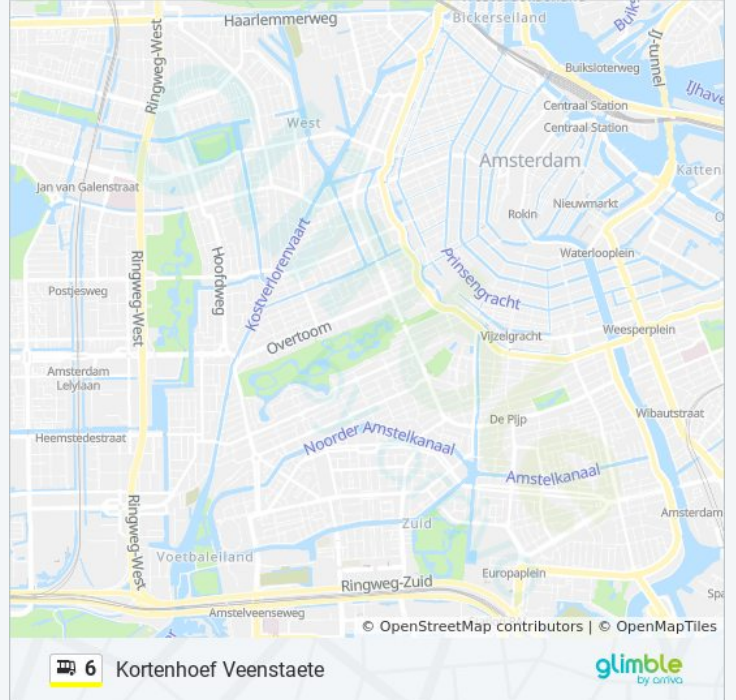 Haarlemmerweg
Bickerseiland
Buiks
IJ-tunnel
Ringweg-West
Buiksloterweg
IJhave
Centraal Station
West
Centraal Station
Amsterdam
Katten
Jan van Galenstraat
Nieuwmarkt
Rokin
O
Kostverlorenvaart
Hoofdweg
Waterlooplein
Ringweg-West
Prinsengracht
Postjesweg
Overtoom
Vijzelgracht
Weesperplein
Amsterdam
Lelylaan
Wibautstraat
De Pijp
Heemstedestraat
Noorder Amstelkanaal
Amstelkanaal
Ringweg-West
Amsterdam
Zuid
Voetbaleiland
Europaplein
Ringweg-Zuid
Spa
Amstelveenseweg
© OpenStreetMap contributors | © OpenMapTiles
6 Kortenhoef Veenstaete
glimble
by arriva